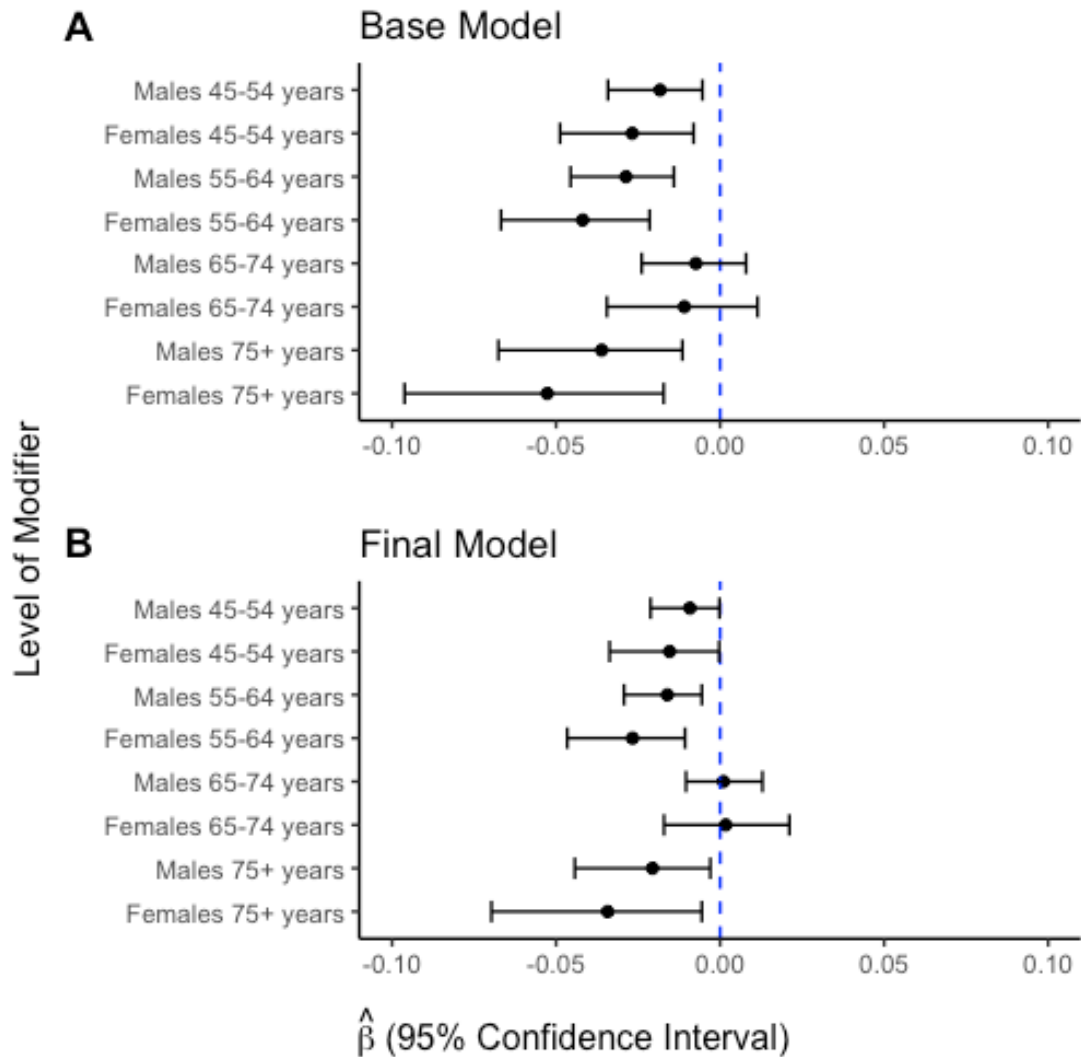 A Base Model
Males 45-54 years
Females 45-54 years
Males 55-64 years
Females 55-64 years
Males 65-74 years
Females 65-74 years
Males 75+ years
Females 75+ years
-0.10 -0.05 0.00 0.05 0.10
Level of Modifier
B Final Model
Males 45-54 years
Females 45-54 years
Males 55-64 years
Females 55-64 years
Males 65-74 years
Females 65-74 years
Males 75+ years
Females 75+ years
-0.10 -0.05 0.00 0.05 0.10
β̂ (95% Confidence Interval)